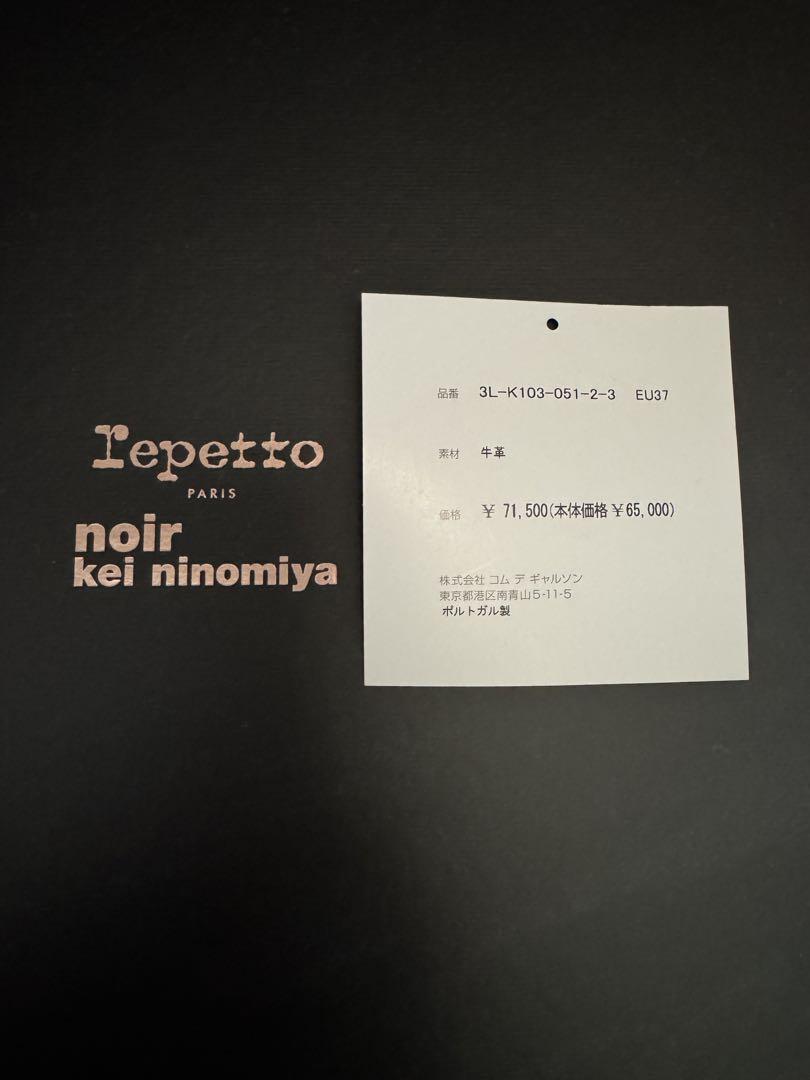 repetto
PARIS
noir
kei ninomiya
品番 3L-K103-051-2-3 EU37
素材 牛革
価格 ¥ 71,500(本体価格¥65,000)
株式会社 コム デ ギャルソン
東京都港区南青山5-11-5
ポルトガル製